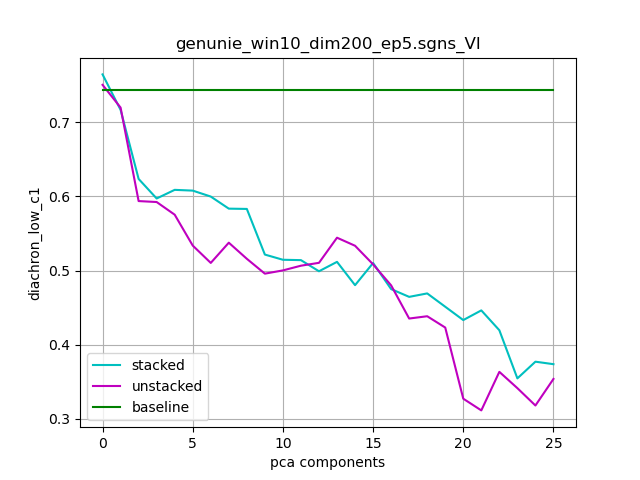 genunie_win10_dim200_ep5.sgns_VI
diachron_low_c1
0.7
0.6
0.5
0.4
0.3
stacked
unstacked
baseline
0 5 10 15 20 25
pca components